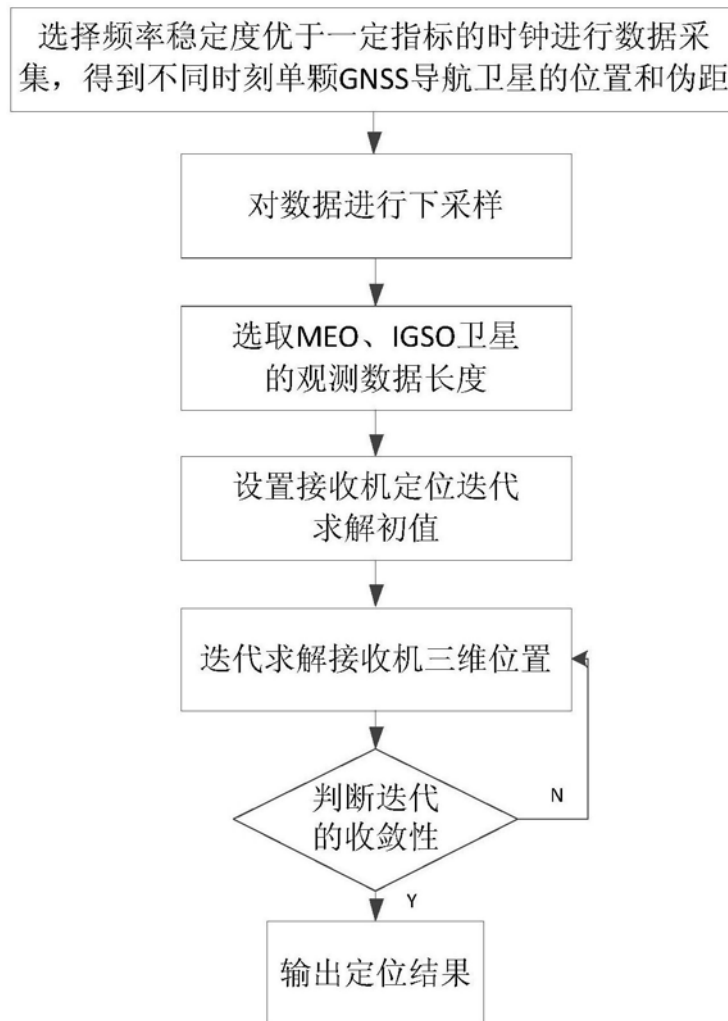 选择频率稳定度优于一定指标的时钟进行数据采
集，得到不同时刻单颗GNSS导航卫星的位置和伪距
对数据进行下采样
选取MEO、IGSO卫星
的观测数据长度
设置接收机定位迭代
求解初值
迭代求解接收机三维位置
判断迭代
的收敛性
N
Y
输出定位结果